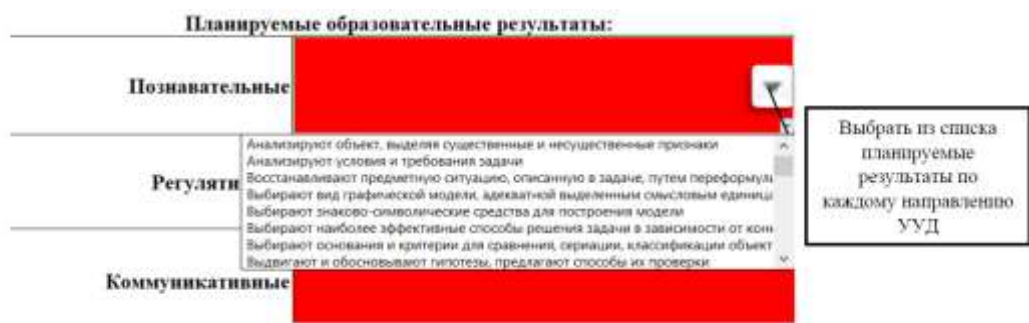 Планируемые образовательные результаты:
Познавательные
Анализируют объект, выделяя существенные и несущественные признаки
Анализируют условия и требования задачи
Восстанавливают предметную ситуацию, описанную в задаче, путем переформули
Выбирают вид графической модели, адекватной выделенным смысловым единица
Выбирают знаково-символические средства для построения модели
Выбирают наиболее эффективные способы решения задачи в зависимости от конк
Выбирают основания и критерии для сравнения, сериации, классификации объект
Выдвигают и обосновывают гипотезы, предлагают способы их проверки
Регуляти
Коммуникативные
Выбрать из списка
планируемые
результаты по
каждому направлению
УУД